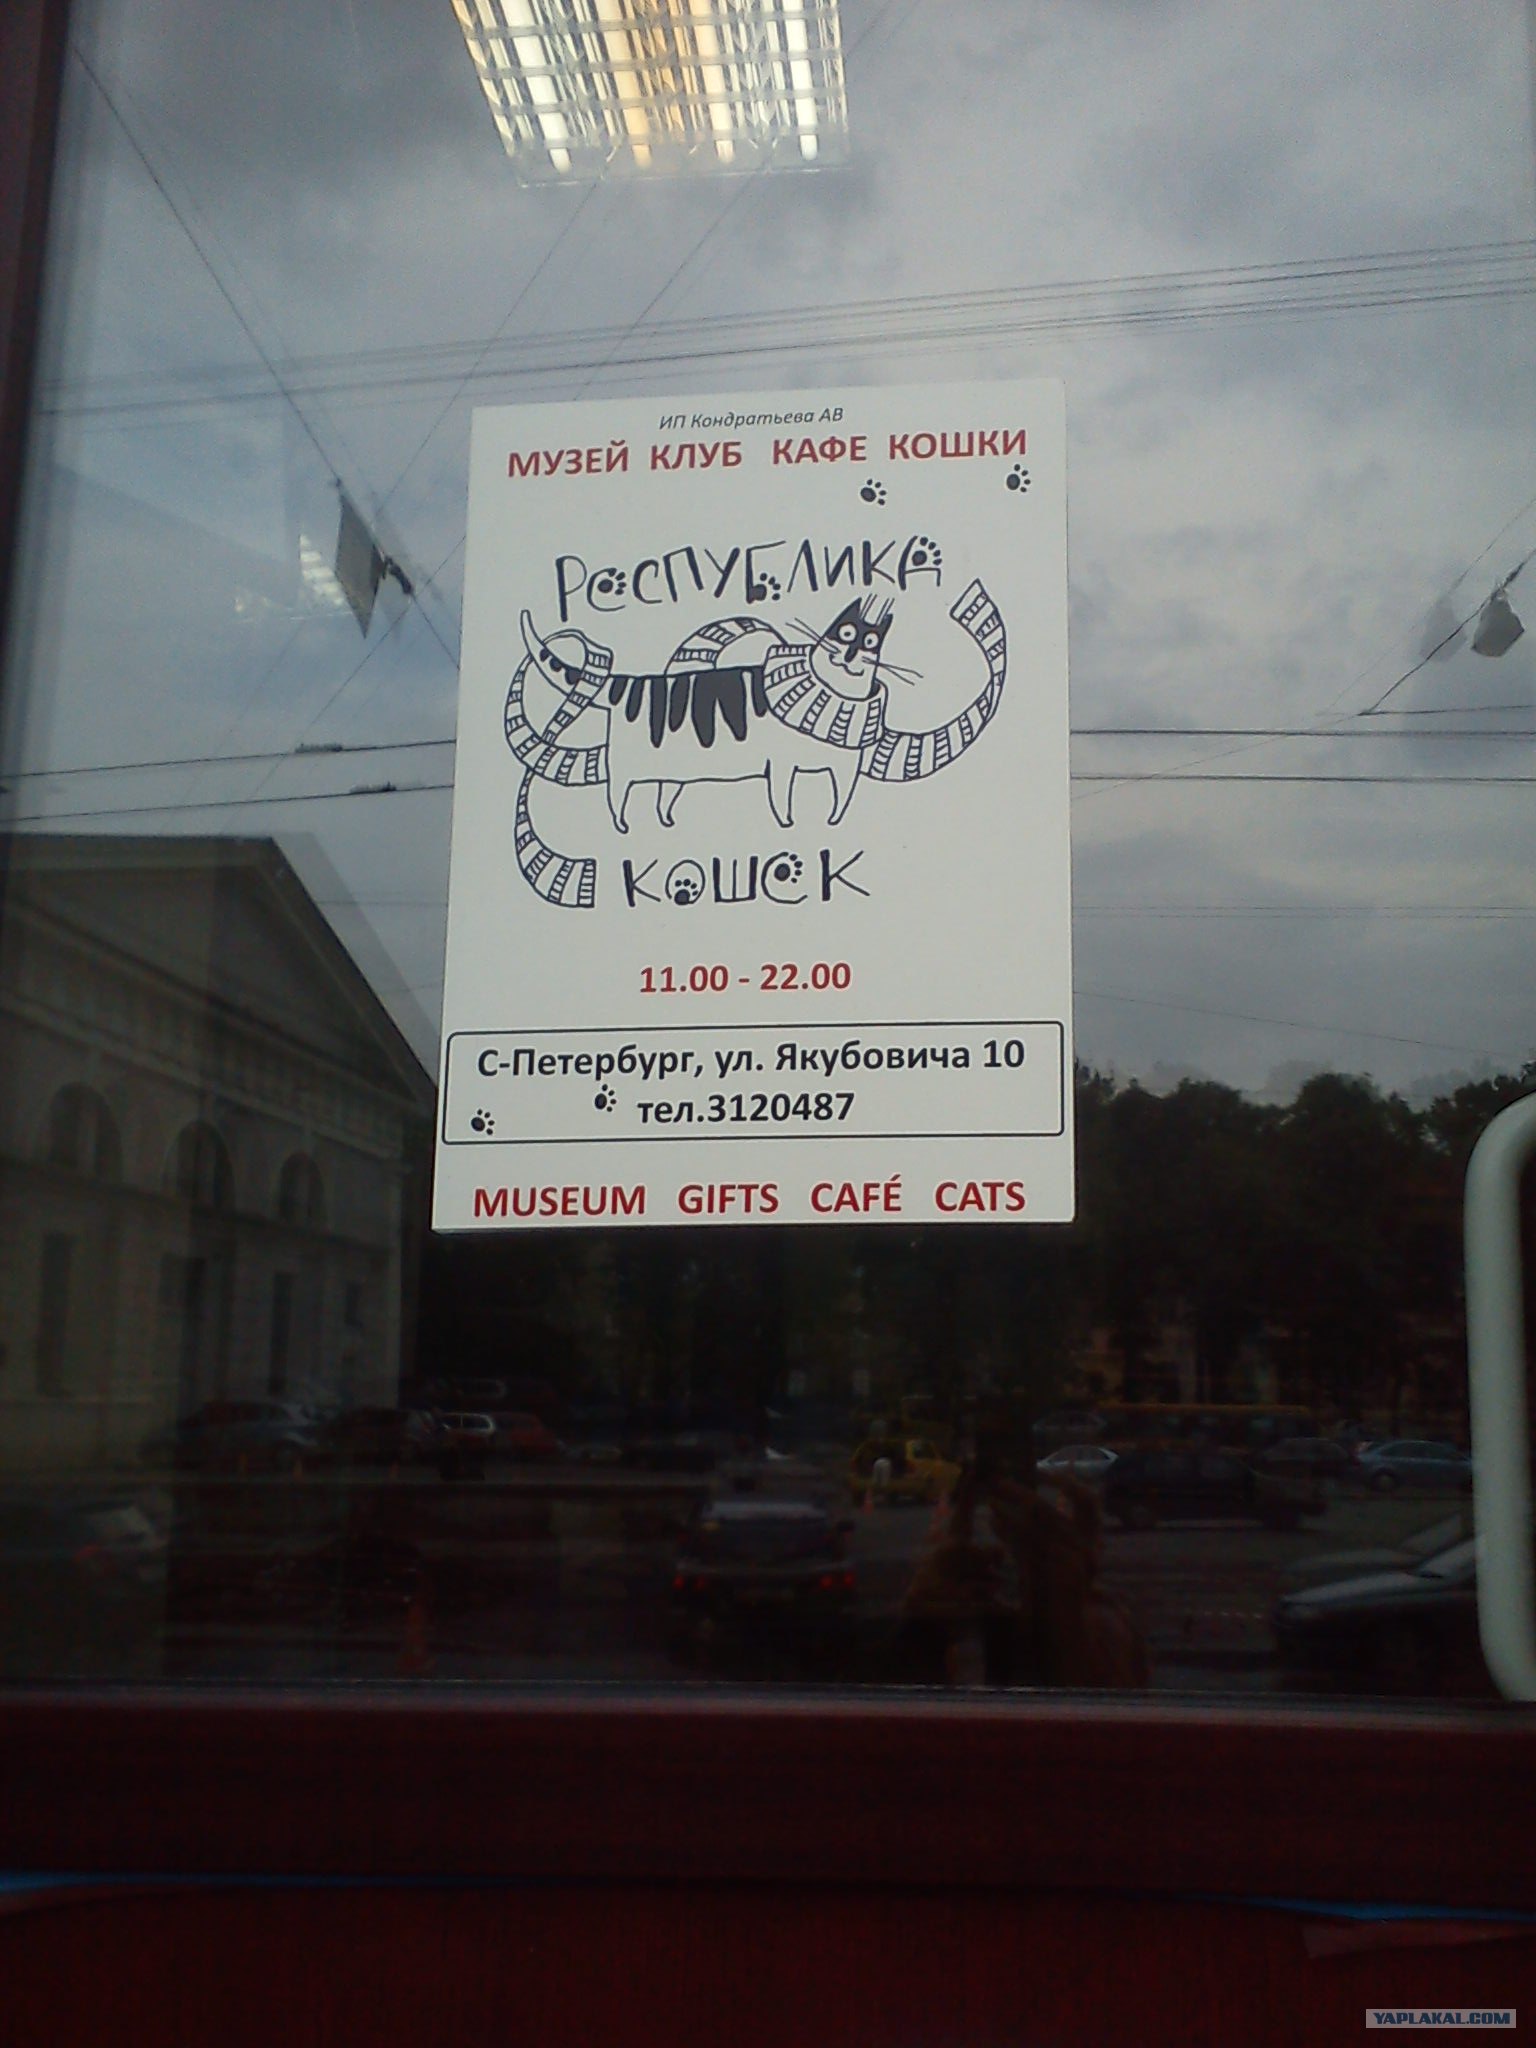 ИП Кондратьева АВ
МУЗЕЙ КЛУБ КАФЕ КОШКИ
РЕСПУБЛИКА
КОШЕК
11.00 - 22.00
С-Петербург, ул. Якубовича 10
тел.3120487
MUSEUM GIFTS CAFÉ CATS
YAPLAKAL.COM